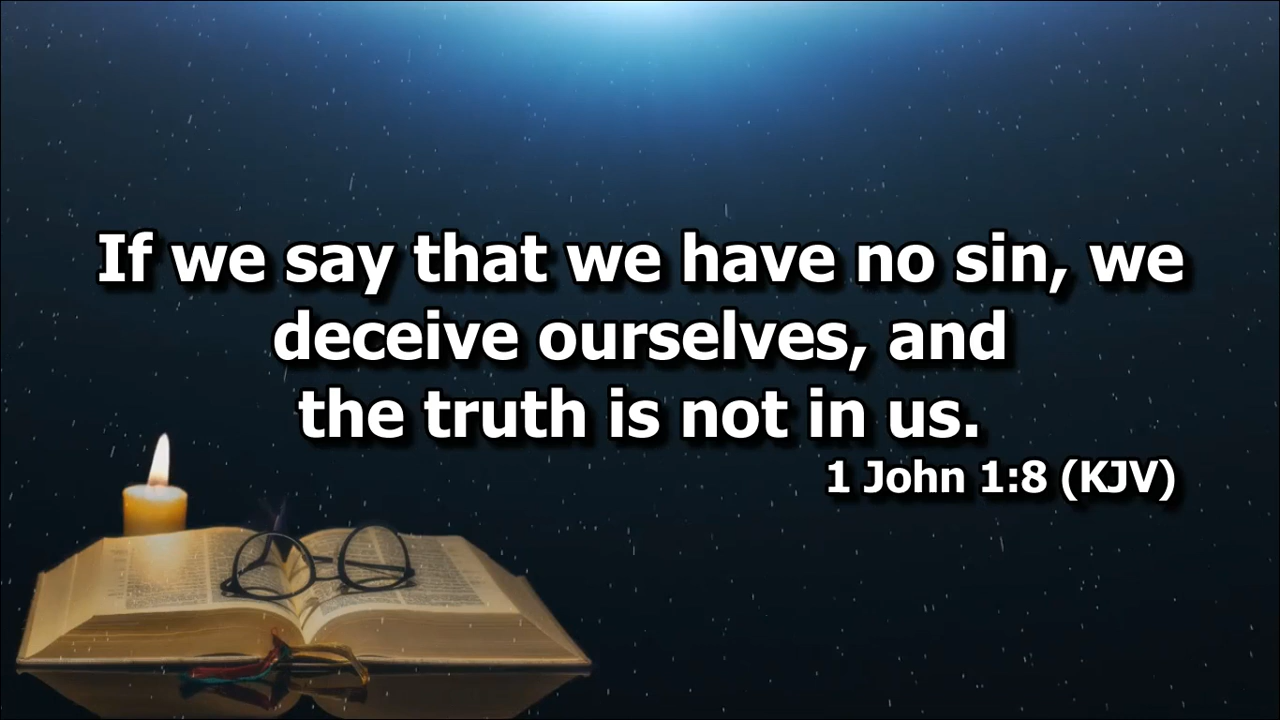 If we say that we have no sin, we
deceive ourselves, and
the truth is not in us.
1 John 1:8 (KJV)